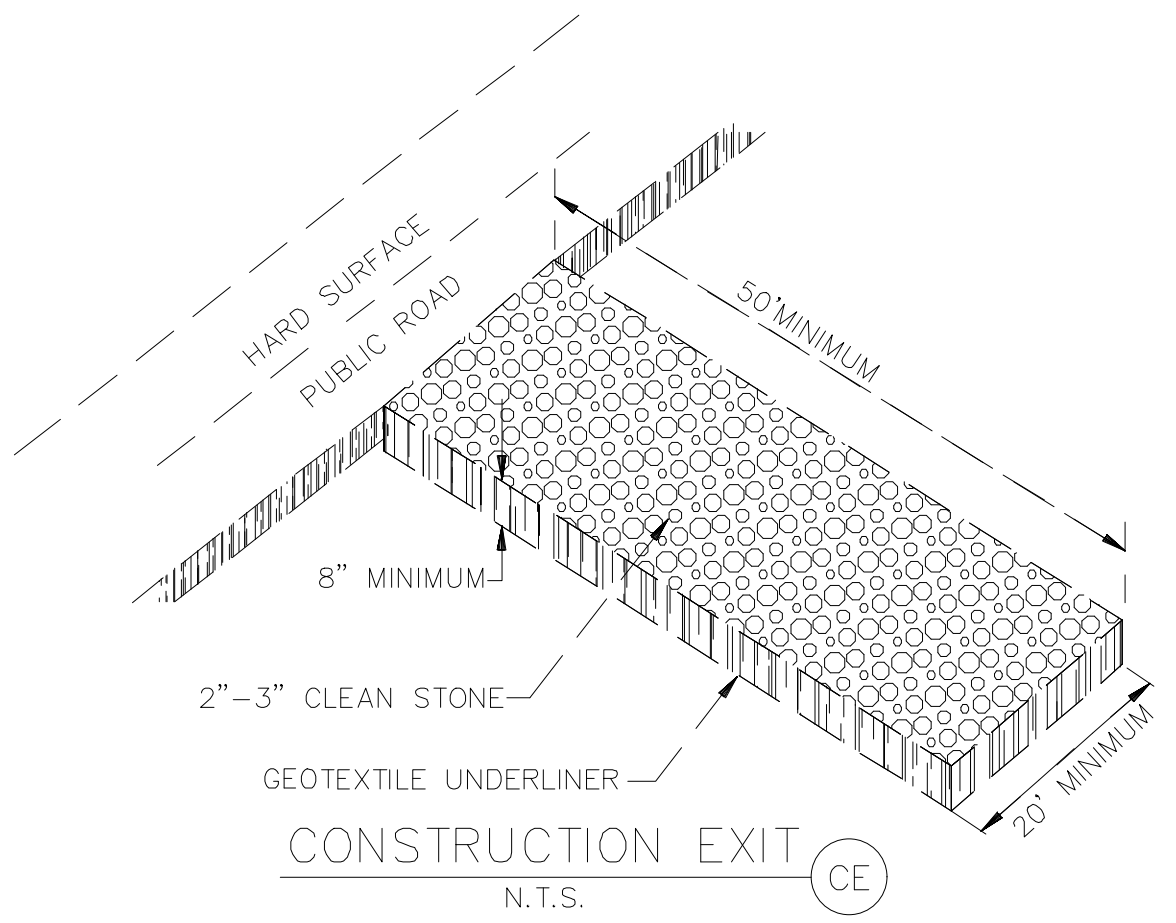 HARD SURFACE
PUBLIC ROAD
50'MINIMUM
8" MINIMUM
2"-3" CLEAN STONE
GEOTEXTILE UNDERLINER
20' MINIMUM
CONSTRUCTION EXIT
CE
N.T.S.